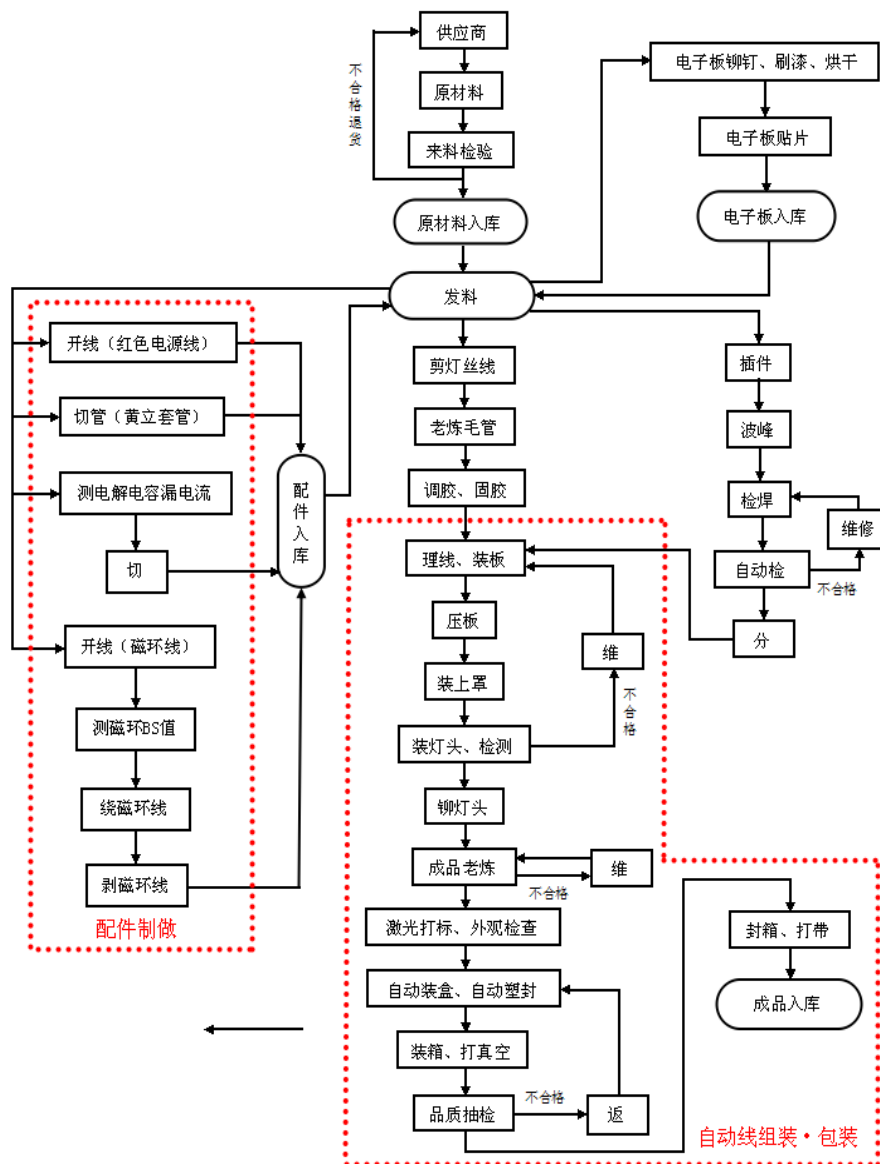 供应商
不合格退货
原材料
来料检验
原材料入库
电子板铆钉、刷漆、烘干
电子板贴片
电子板入库
发料
开线（红色电源线）
切管（黄立套管）
测电解电容漏电流
切
配件入库
开线（磁环线）
测磁环BS值
绕磁环线
剥磁环线
配件制做
剪灯丝线
老炼毛管
调胶、固胶
插件
波峰
检焊
维修
自动检
不合格
分
理线、装板
压板
维
装上罩
不合格
装灯头、检测
铆灯头
成品老炼
维
不合格
激光打标、外观检查
自动装盒、自动塑封
装箱、打真空
品质抽检
不合格
返
封箱、打带
成品入库
自动线组装·包装